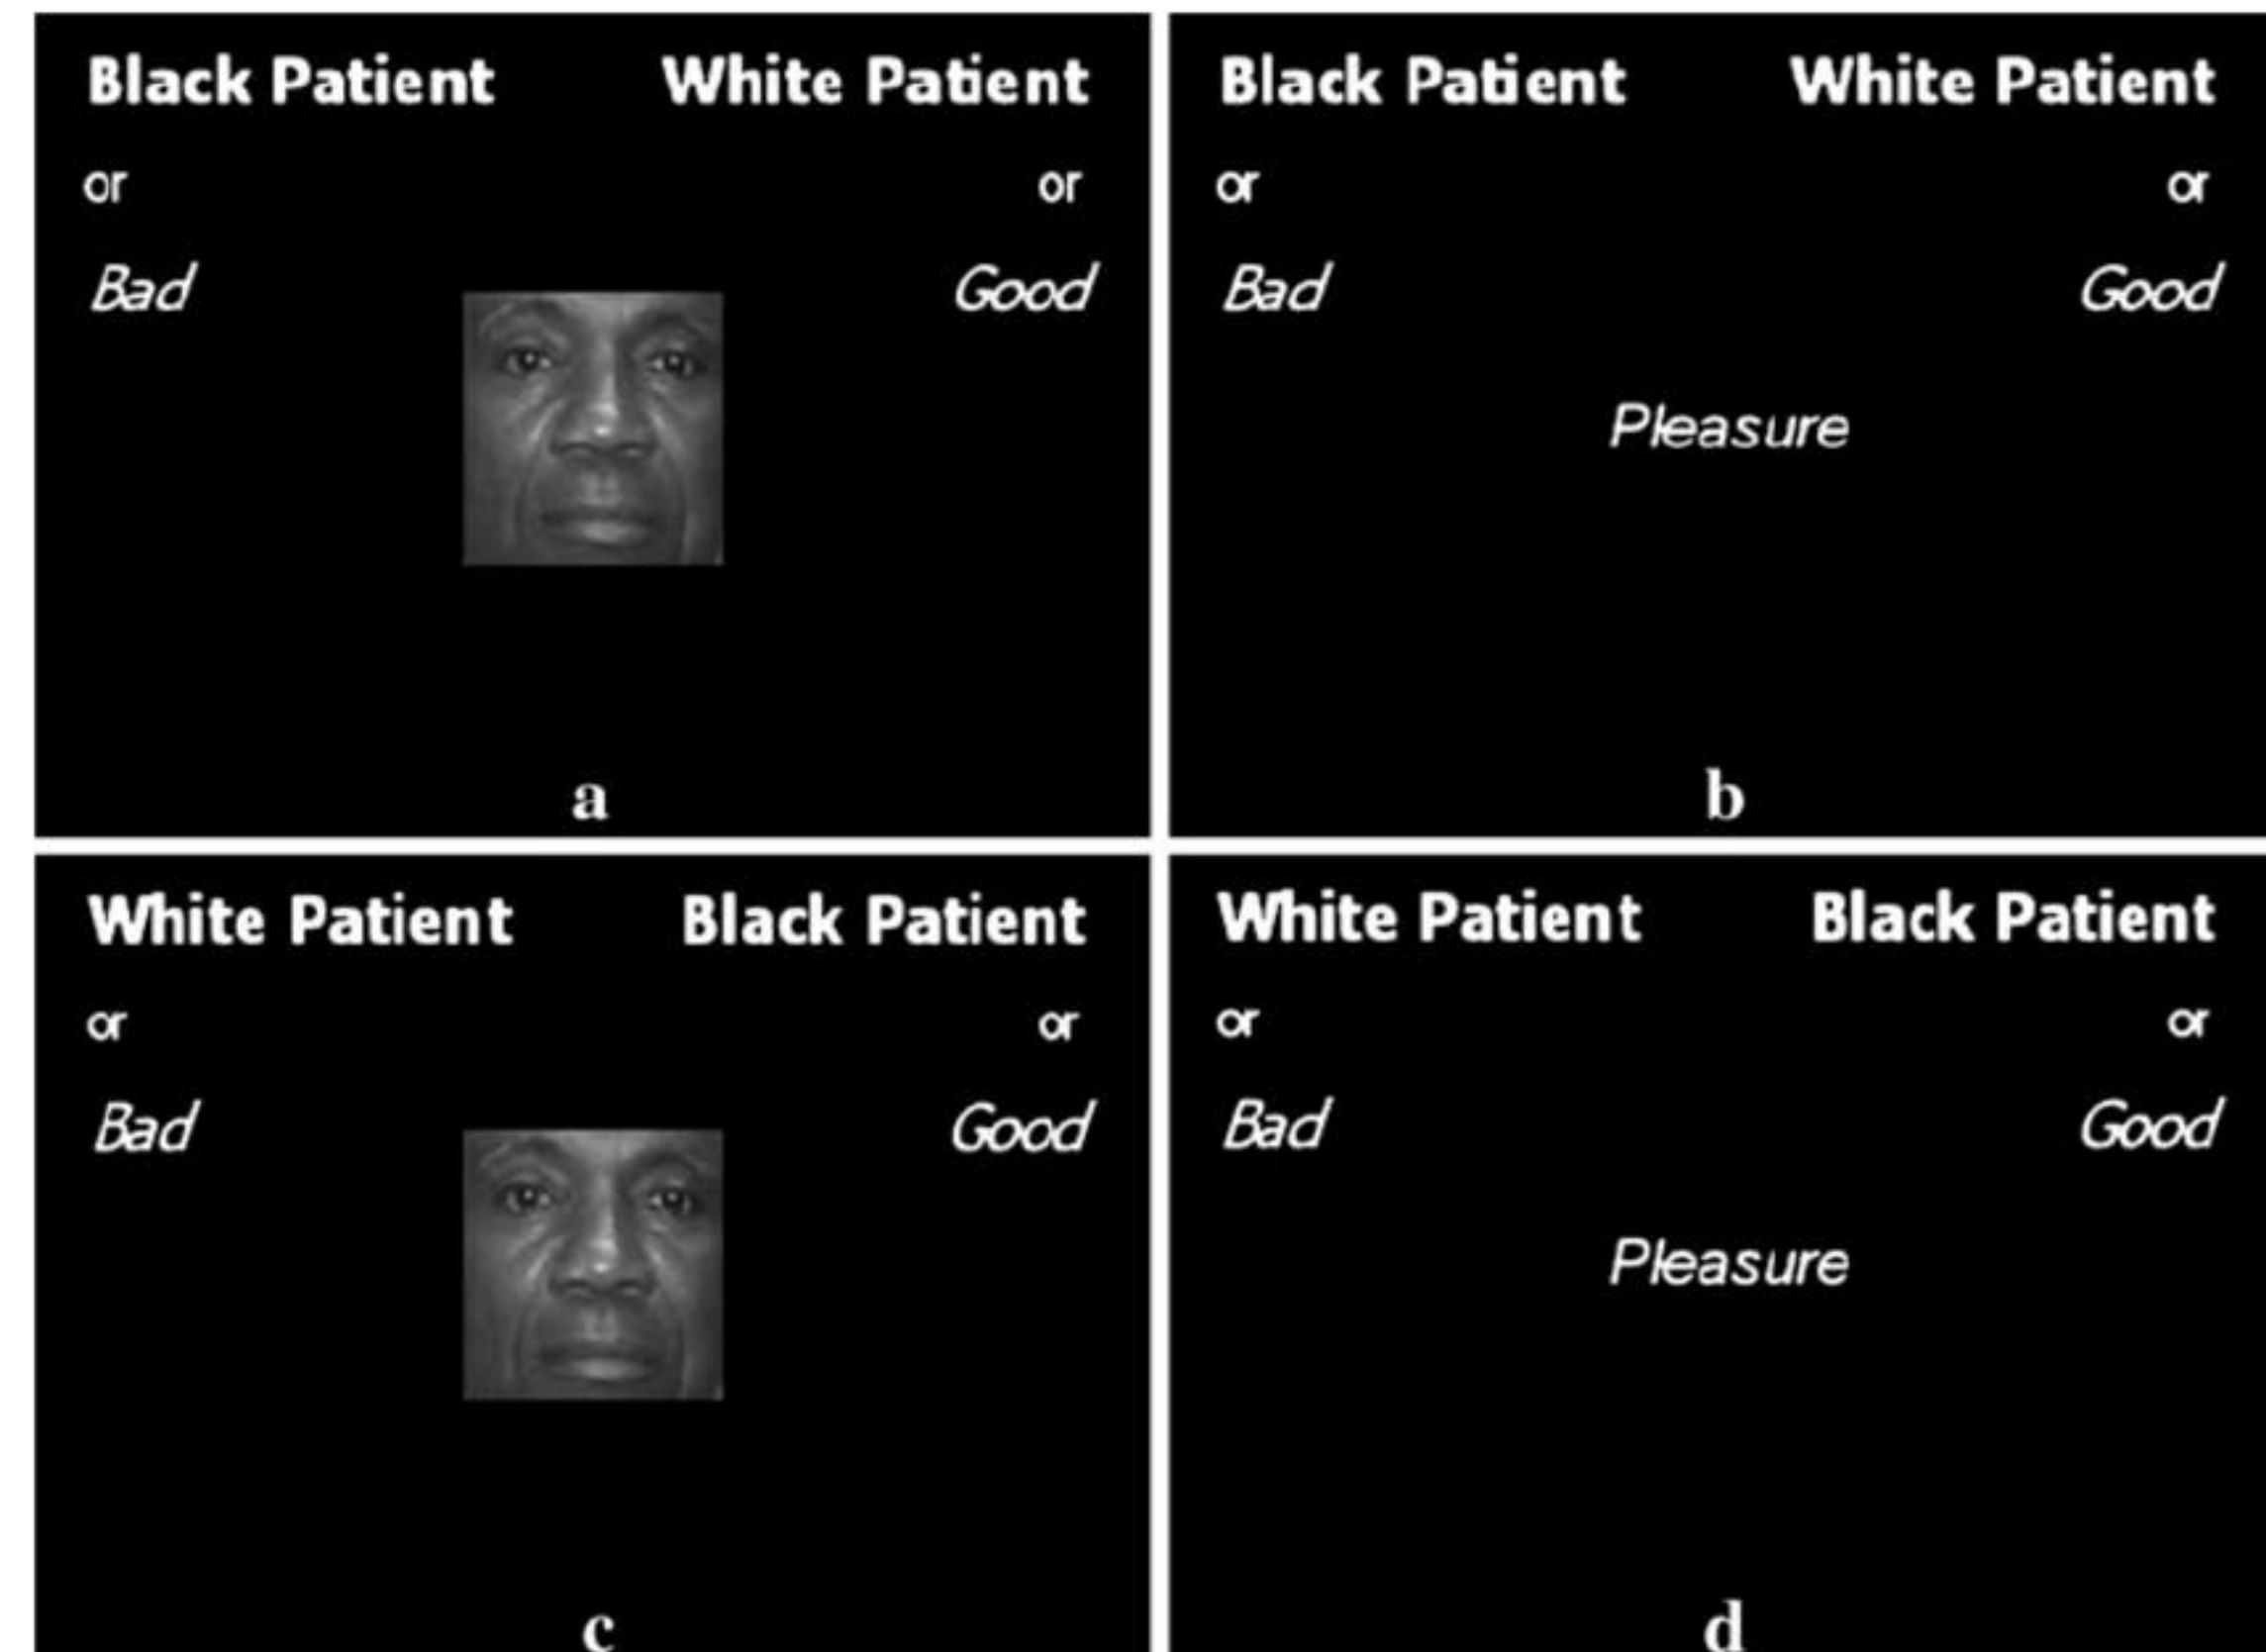 Black Patient White Patient
or or
Bad Good
a
Black Patient White Patient
or or
Bad Good
Pleasure
b
White Patient Black Patient
or or
Bad Good
c
White Patient Black Patient
or or
Bad Good
Pleasure
d